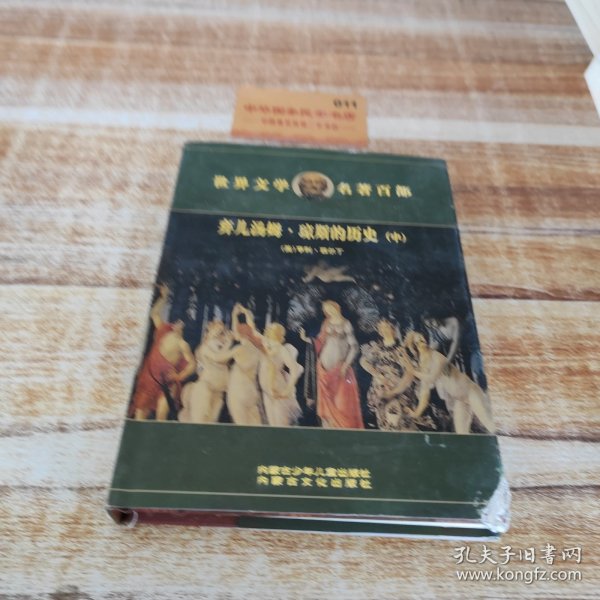 011
世界文学名著百部
弃儿汤姆·琼斯的历史（中）
内蒙古少年儿童出版社
内蒙古文化出版社
孔夫子旧书网
www.kongfz.com